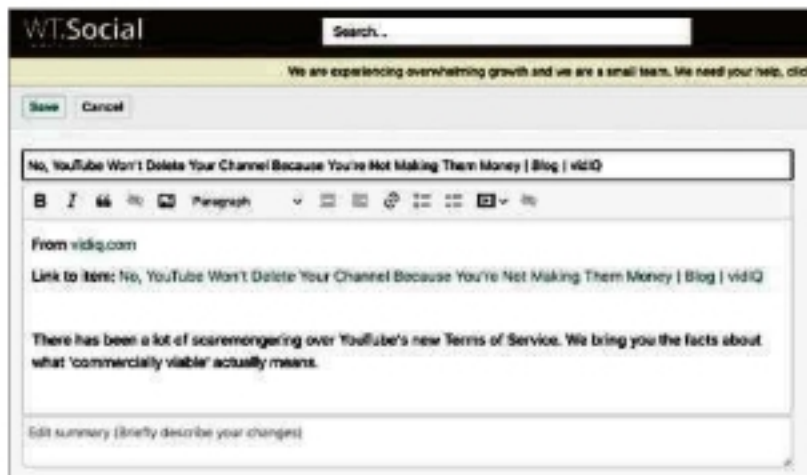 WT.Social
Search...
We are experiencing overwhelming growth and we are a small team. We need your help, clic
Save Cancel
No, YouTube Won't Delete Your Channel Because You're Not Making Them Money | Blog | vidIQ
B I Paragraph
From vidiq.com
Link to item: No, YouTube Won't Delete Your Channel Because You're Not Making Them Money | Blog | vidIQ
There has been a lot of scaremongering over YouTube's new Terms of Service. We bring you the facts about
what 'commercially viable' actually means.
Edit summary (Briefly describe your changes)